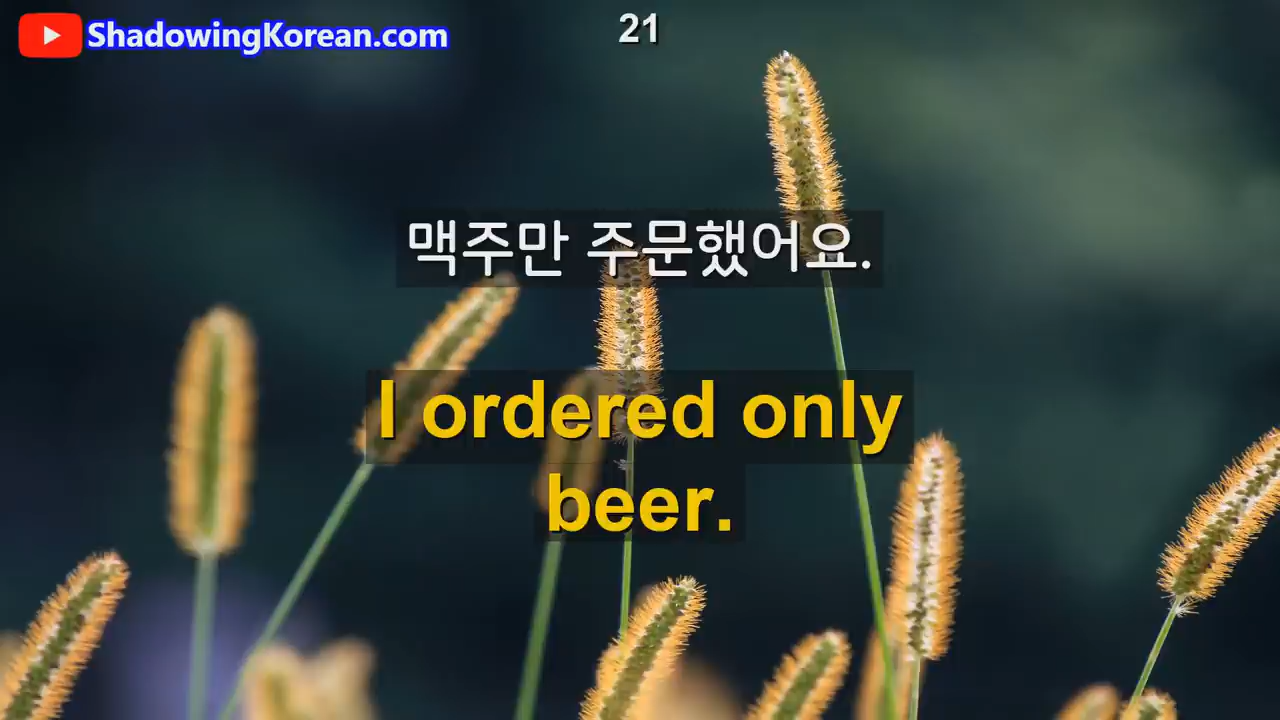 ShadowingKorean.com
21
맥주만 주문했어요.
I ordered only
beer.